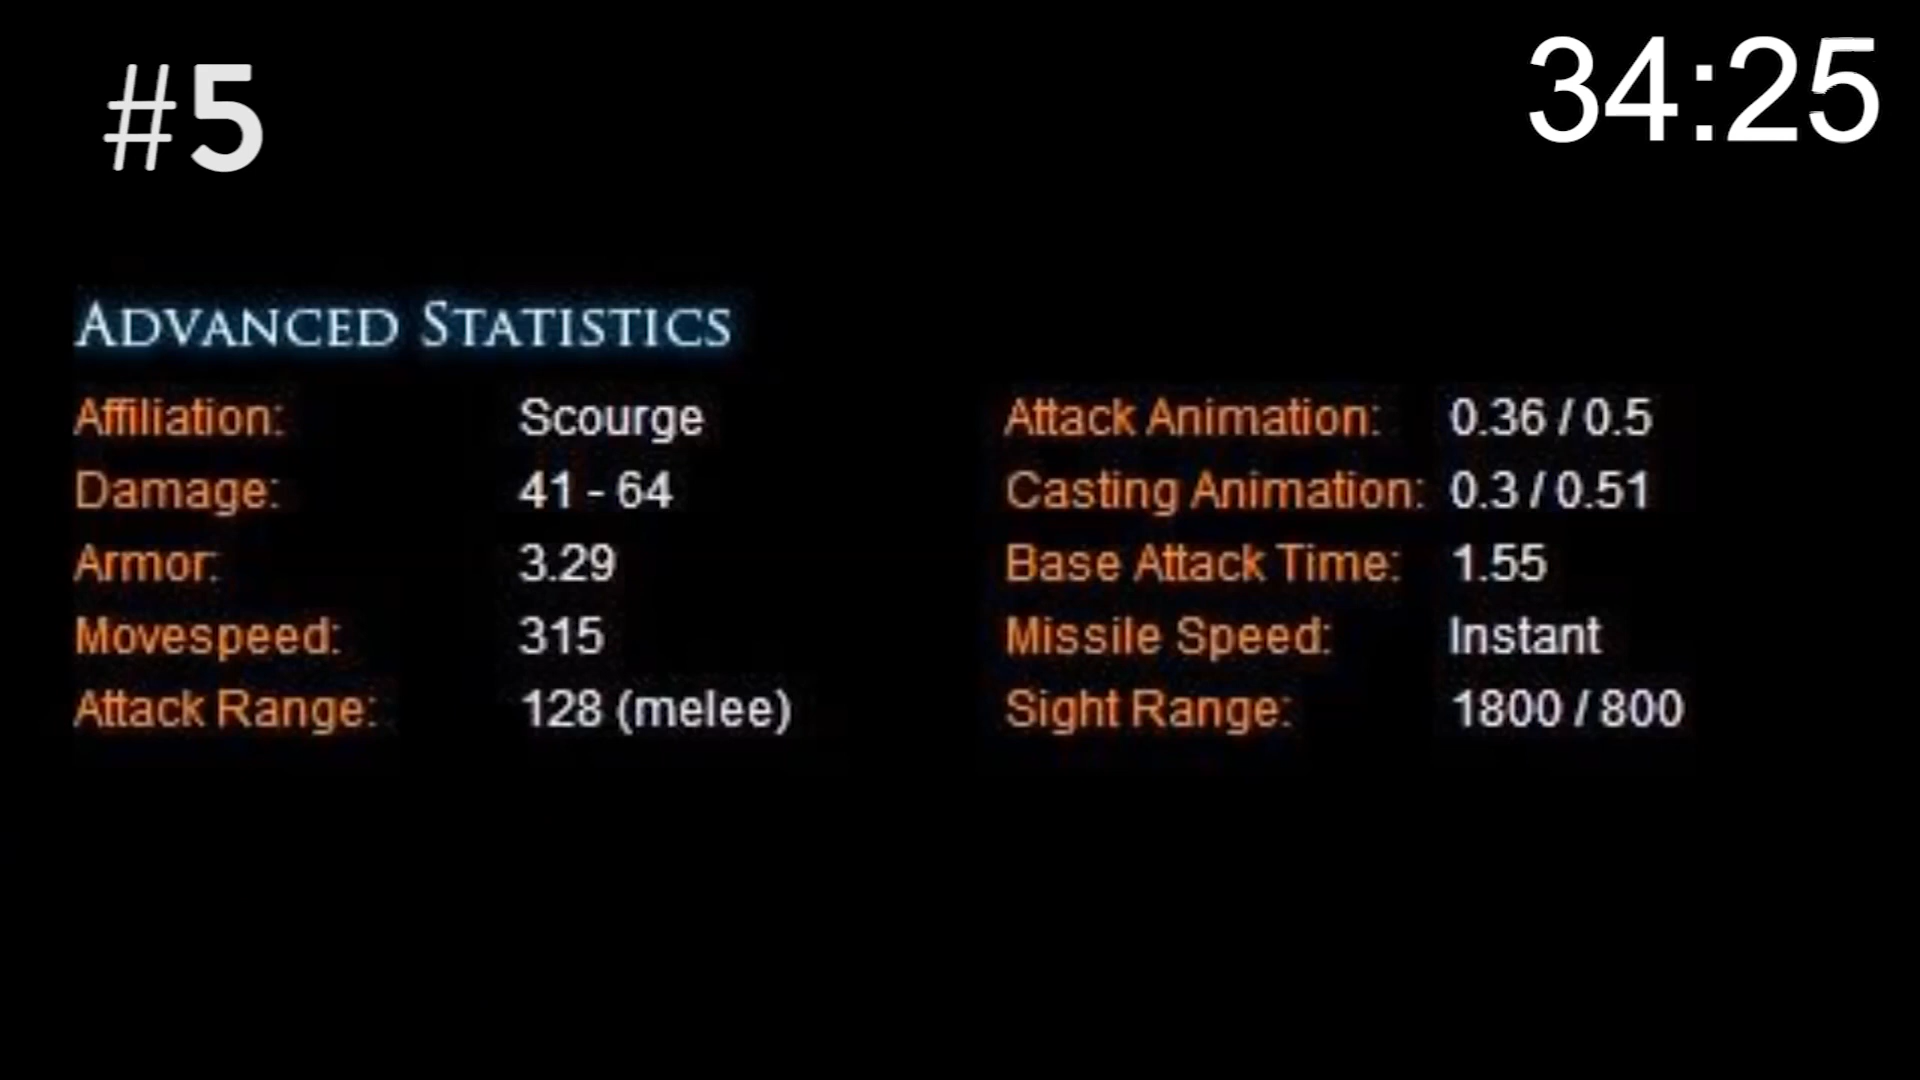 #5
34:25
ADVANCED STATISTICS
Affiliation: Scourge
Damage: 41 - 64
Armor: 3.29
Movespeed: 315
Attack Range: 128 (melee)
Attack Animation: 0.36 / 0.5
Casting Animation: 0.3 / 0.51
Base Attack Time: 1.55
Missile Speed: Instant
Sight Range: 1800 / 800